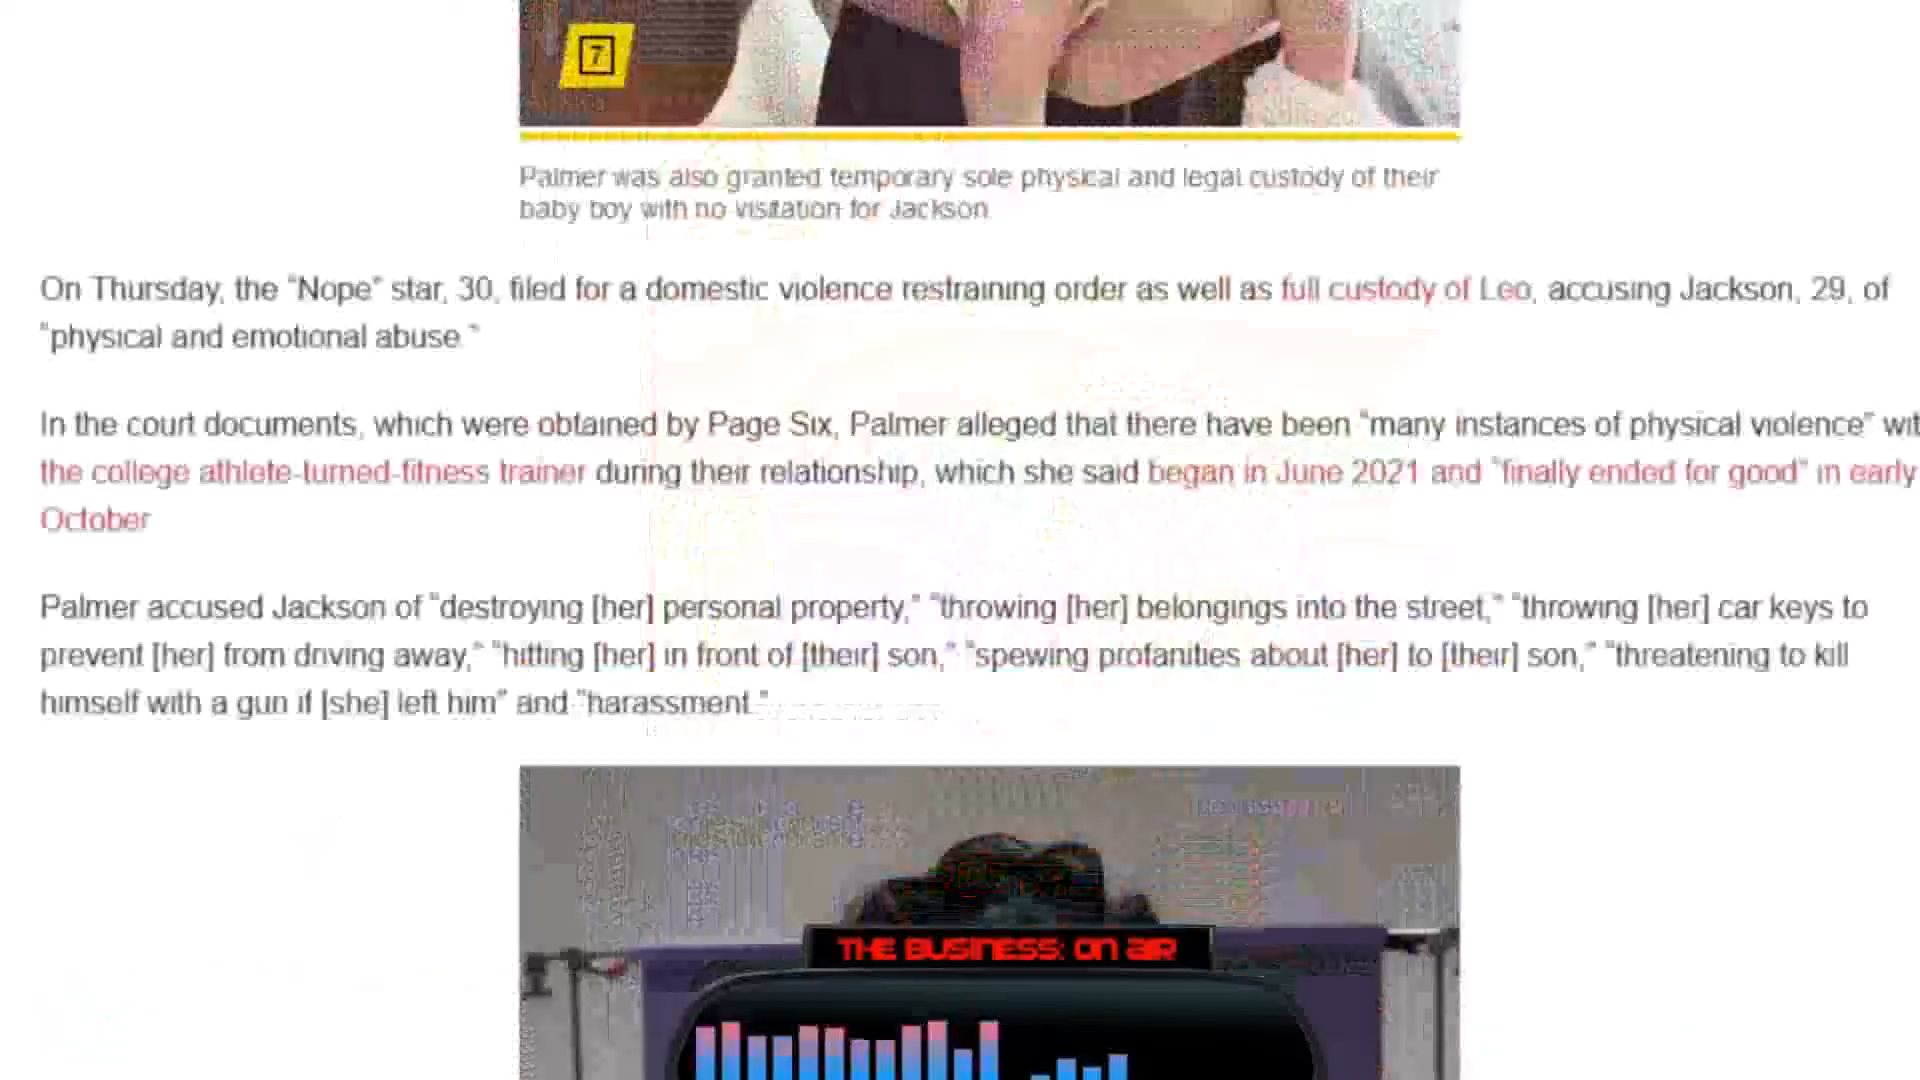 7
Palmer was also granted temporary sole physical and legal custody of their
baby boy with no visitation for Jackson.
On Thursday, the “Nope” star, 30, filed for a domestic violence restraining order as well as full custody of Leo, accusing Jackson, 29, of
“physical and emotional abuse.”
In the court documents, which were obtained by Page Six, Palmer alleged that there have been “many instances of physical violence” wit
the college athlete-turned-fitness trainer during their relationship, which she said began in June 2021 and “finally ended for good” in early
October
Palmer accused Jackson of “destroying [her] personal property,” “throwing [her] belongings into the street,” “throwing [her] car keys to
prevent [her] from driving away,” “hitting [her] in front of [their] son,” “spewing profanities about [her] to [their] son,” “threatening to kill
himself with a gun if [she] left him” and “harassment.”
THE BUSINESS: ON AIR